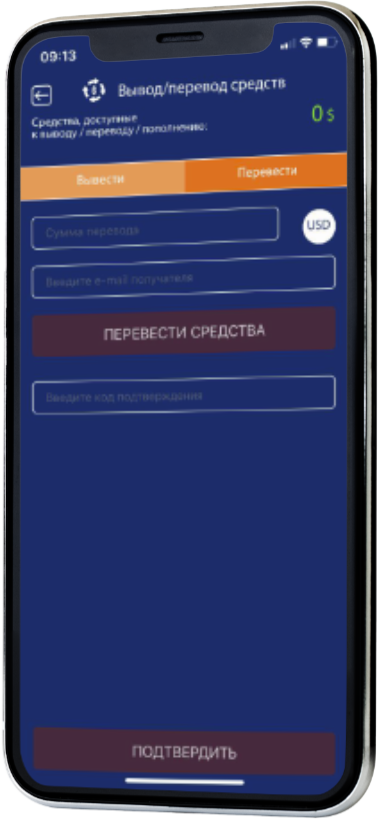 09:13
Вывод/перевод средств
Средства, доступные
к выводу / переводу / пополнению:
0 $
Вывести
Перевести
Сумма перевода
USD
Введите e-mail получателя
ПЕРЕВЕСТИ СРЕДСТВА
Введите код подтверждения
ПОДТВЕРДИТЬ